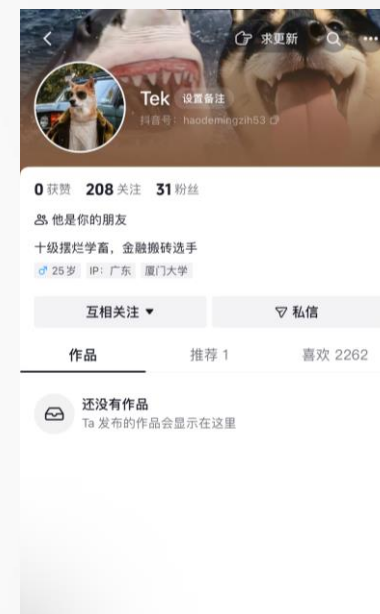 求更新
Tek 设置备注
抖音号：haodemingzih53
0 获赞 208 关注 31 粉丝
他是你的朋友
十级摆烂学畜，金融搬砖选手
♂ 25岁 IP：广东 厦门大学
互相关注 私信
作品 推荐 1 喜欢 2262
还没有作品
Ta 发布的作品会显示在这里